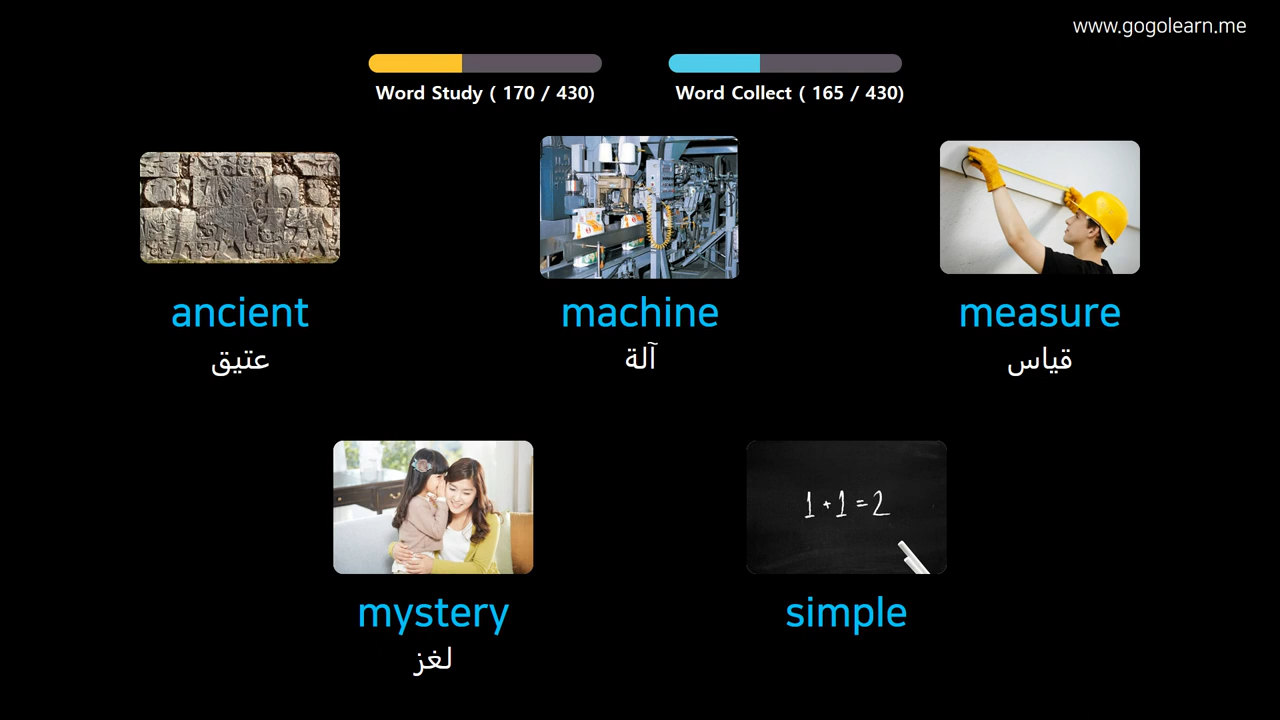 www.gogolearn.me
Word Study ( 170 / 430)
Word Collect ( 165 / 430)
ancient
عتيق
machine
آلة
measure
قياس
mystery
لغز
1+1=2
simple